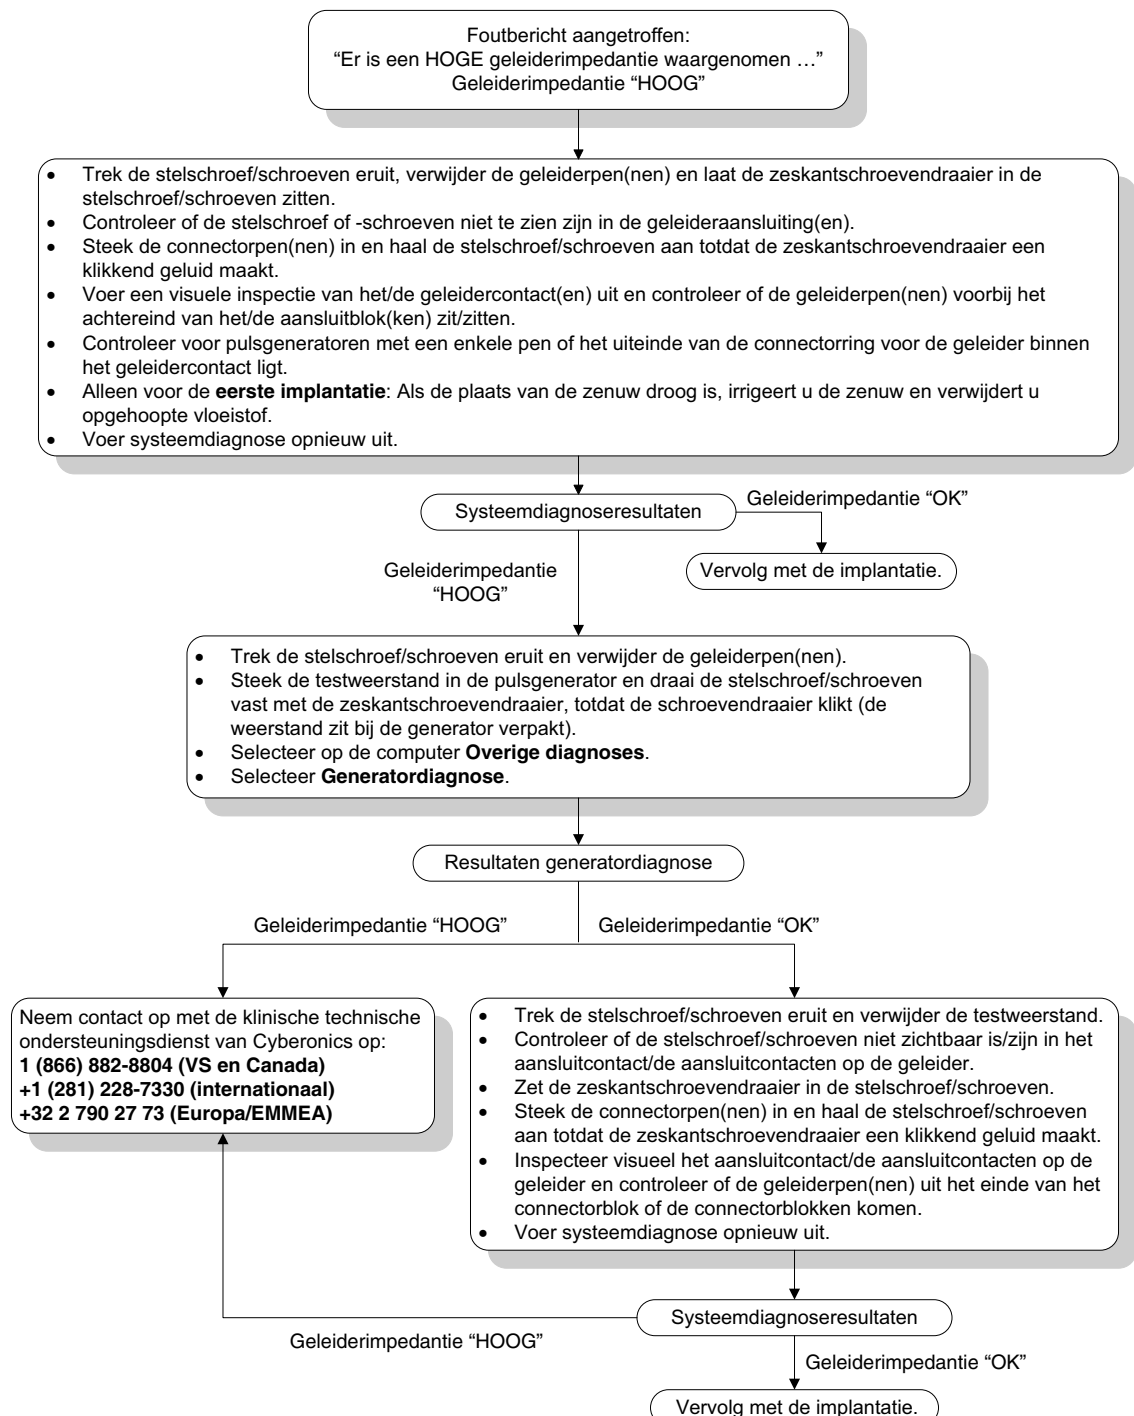 Foutbericht aangetroffen:
“Er is een HOGE geleiderimpedantie waargenomen …”
Geleiderimpedantie “HOOG”
• Trek de stelschroef/schroeven eruit, verwijder de geleiderpen(nen) en laat de zeskantschroevendraaier in de
stelschroef/schroeven zitten.
• Controleer of de stelschroef of -schroeven niet te zien zijn in de geleideraansluiting(en).
• Steek de connectorpen(nen) in en haal de stelschroef/schroeven aan totdat de zeskantschroevendraaier een
klikkend geluid maakt.
• Voer een visuele inspectie van het/de geleidercontact(en) uit en controleer of de geleiderpen(nen) voorbij het
achtereind van het/de aansluitblok(ken) zit/zitten.
• Controleer voor pulsgeneratoren met een enkele pen of het uiteinde van de connectorring voor de geleider binnen
het geleidercontact ligt.
• Alleen voor de eerste implantatie: Als de plaats van de zenuw droog is, irrigeert u de zenuw en verwijdert u
opgehoopte vloeistof.
• Voer systeemdiagnose opnieuw uit.
Systeemdiagnoseresultaten
Geleiderimpedantie “OK”
Vervolg met de implantatie.
Geleiderimpedantie
“HOOG”
• Trek de stelschroef/schroeven eruit en verwijder de geleiderpen(nen).
• Steek de testweerstand in de pulsgenerator en draai de stelschroef/schroeven
vast met de zeskantschroevendraaier, totdat de schroevendraaier klikt (de
weerstand zit bij de generator verpakt).
• Selecteer op de computer Overige diagnoses.
• Selecteer Generatordiagnose.
Resultaten generatordiagnose
Geleiderimpedantie “HOOG”
Geleiderimpedantie “OK”
Neem contact op met de klinische technische
ondersteuningsdienst van Cyberonics op:
1 (866) 882-8804 (VS en Canada)
+1 (281) 228-7330 (internationaal)
+32 2 790 27 73 (Europa/EMMEA)
• Trek de stelschroef/schroeven eruit en verwijder de testweerstand.
• Controleer of de stelschroef/schroeven niet zichtbaar is/zijn in het
aansluitcontact/de aansluitcontacten op de geleider.
• Zet de zeskantschroevendraaier in de stelschroef/schroeven.
• Steek de connectorpen(nen) in en haal de stelschroef/schroeven
aan totdat de zeskantschroevendraaier een klikkend geluid maakt.
• Inspecteer visueel het aansluitcontact/de aansluitcontacten op de
geleider en controleer of de geleiderpen(nen) uit het einde van het
connectorblok of de connectorblokken komen.
• Voer systeemdiagnose opnieuw uit.
Systeemdiagnoseresultaten
Geleiderimpedantie “HOOG”
Geleiderimpedantie “OK”
Vervolg met de implantatie.